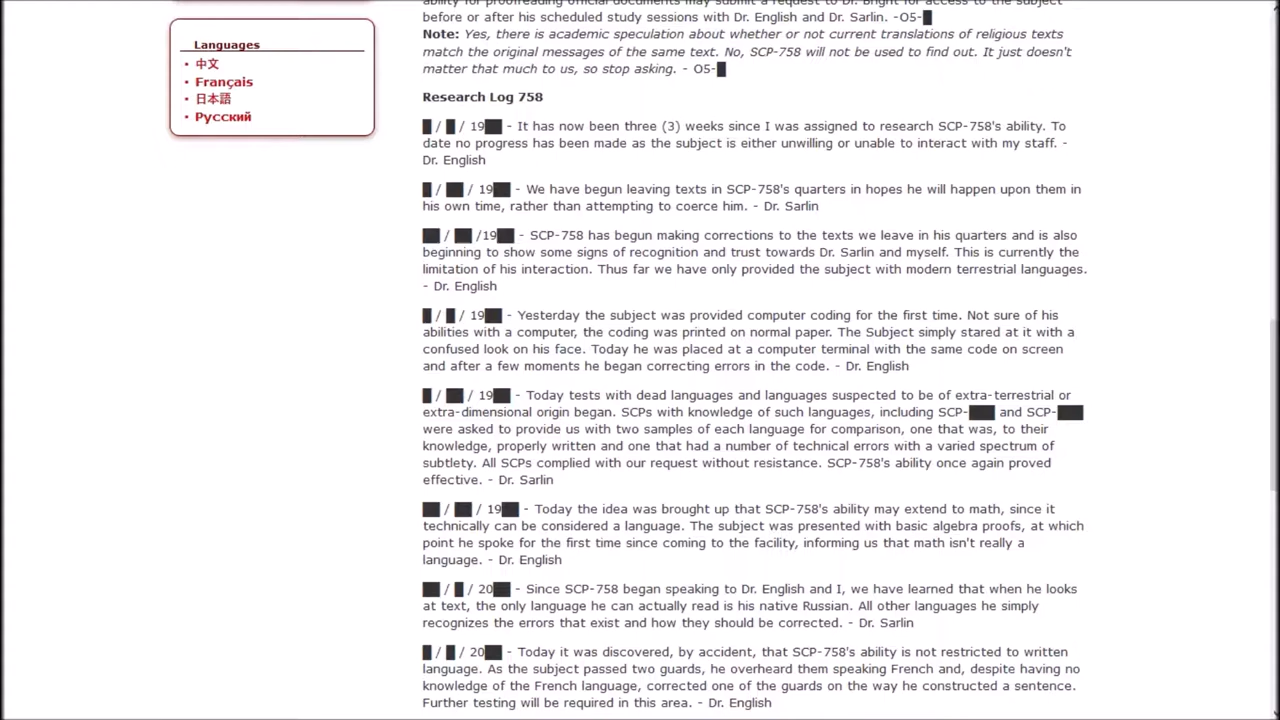 ability for proofreading official documents may submit a request to Dr. Bright for access to the subject
before or after his scheduled study sessions with Dr. English and Dr. Sarlin. -O5-█
Note: Yes, there is academic speculation about whether or not current translations of religious texts
match the original messages of the same text. No, SCP-758 will not be used to find out. It just doesn't
matter that much to us, so stop asking. - O5-█
Languages
• 中文
• Français
• 日本語
• Русский
Research Log 758
█ / █ / 19██ - It has now been three (3) weeks since I was assigned to research SCP-758's ability. To
date no progress has been made as the subject is either unwilling or unable to interact with my staff. -
Dr. English
█ / ██ / 19██ - We have begun leaving texts in SCP-758's quarters in hopes he will happen upon them in
his own time, rather than attempting to coerce him. - Dr. Sarlin
██ / ██ /19██ - SCP-758 has begun making corrections to the texts we leave in his quarters and is also
beginning to show some signs of recognition and trust towards Dr. Sarlin and myself. This is currently the
limitation of his interaction. Thus far we have only provided the subject with modern terrestrial languages.
- Dr. English
█ / █ / 19██ - Yesterday the subject was provided computer coding for the first time. Not sure of his
abilities with a computer, the coding was printed on normal paper. The Subject simply stared at it with a
confused look on his face. Today he was placed at a computer terminal with the same code on screen
and after a few moments he began correcting errors in the code. - Dr. English
█ / ██ / 19██ - Today tests with dead languages and languages suspected to be of extra-terrestrial or
extra-dimensional origin began. SCPs with knowledge of such languages, including SCP-███ and SCP-███
were asked to provide us with two samples of each language for comparison, one that was, to their
knowledge, properly written and one that had a number of technical errors with a varied spectrum of
subtlety. All SCPs complied with our request without resistance. SCP-758's ability once again proved
effective. - Dr. Sarlin
██ / ██ / 19██ - Today the idea was brought up that SCP-758's ability may extend to math, since it
technically can be considered a language. The subject was presented with basic algebra proofs, at which
point he spoke for the first time since coming to the facility, informing us that math isn't really a
language. - Dr. English
██ / █ / 20██ - Since SCP-758 began speaking to Dr. English and I, we have learned that when he looks
at text, the only language he can actually read is his native Russian. All other languages he simply
recognizes the errors that exist and how they should be corrected. - Dr. Sarlin
█ / █ / 20██ - Today it was discovered, by accident, that SCP-758's ability is not restricted to written
language. As the subject passed two guards, he overheard them speaking French and, despite having no
knowledge of the French language, corrected one of the guards on the way he constructed a sentence.
Further testing will be required in this area. - Dr. English